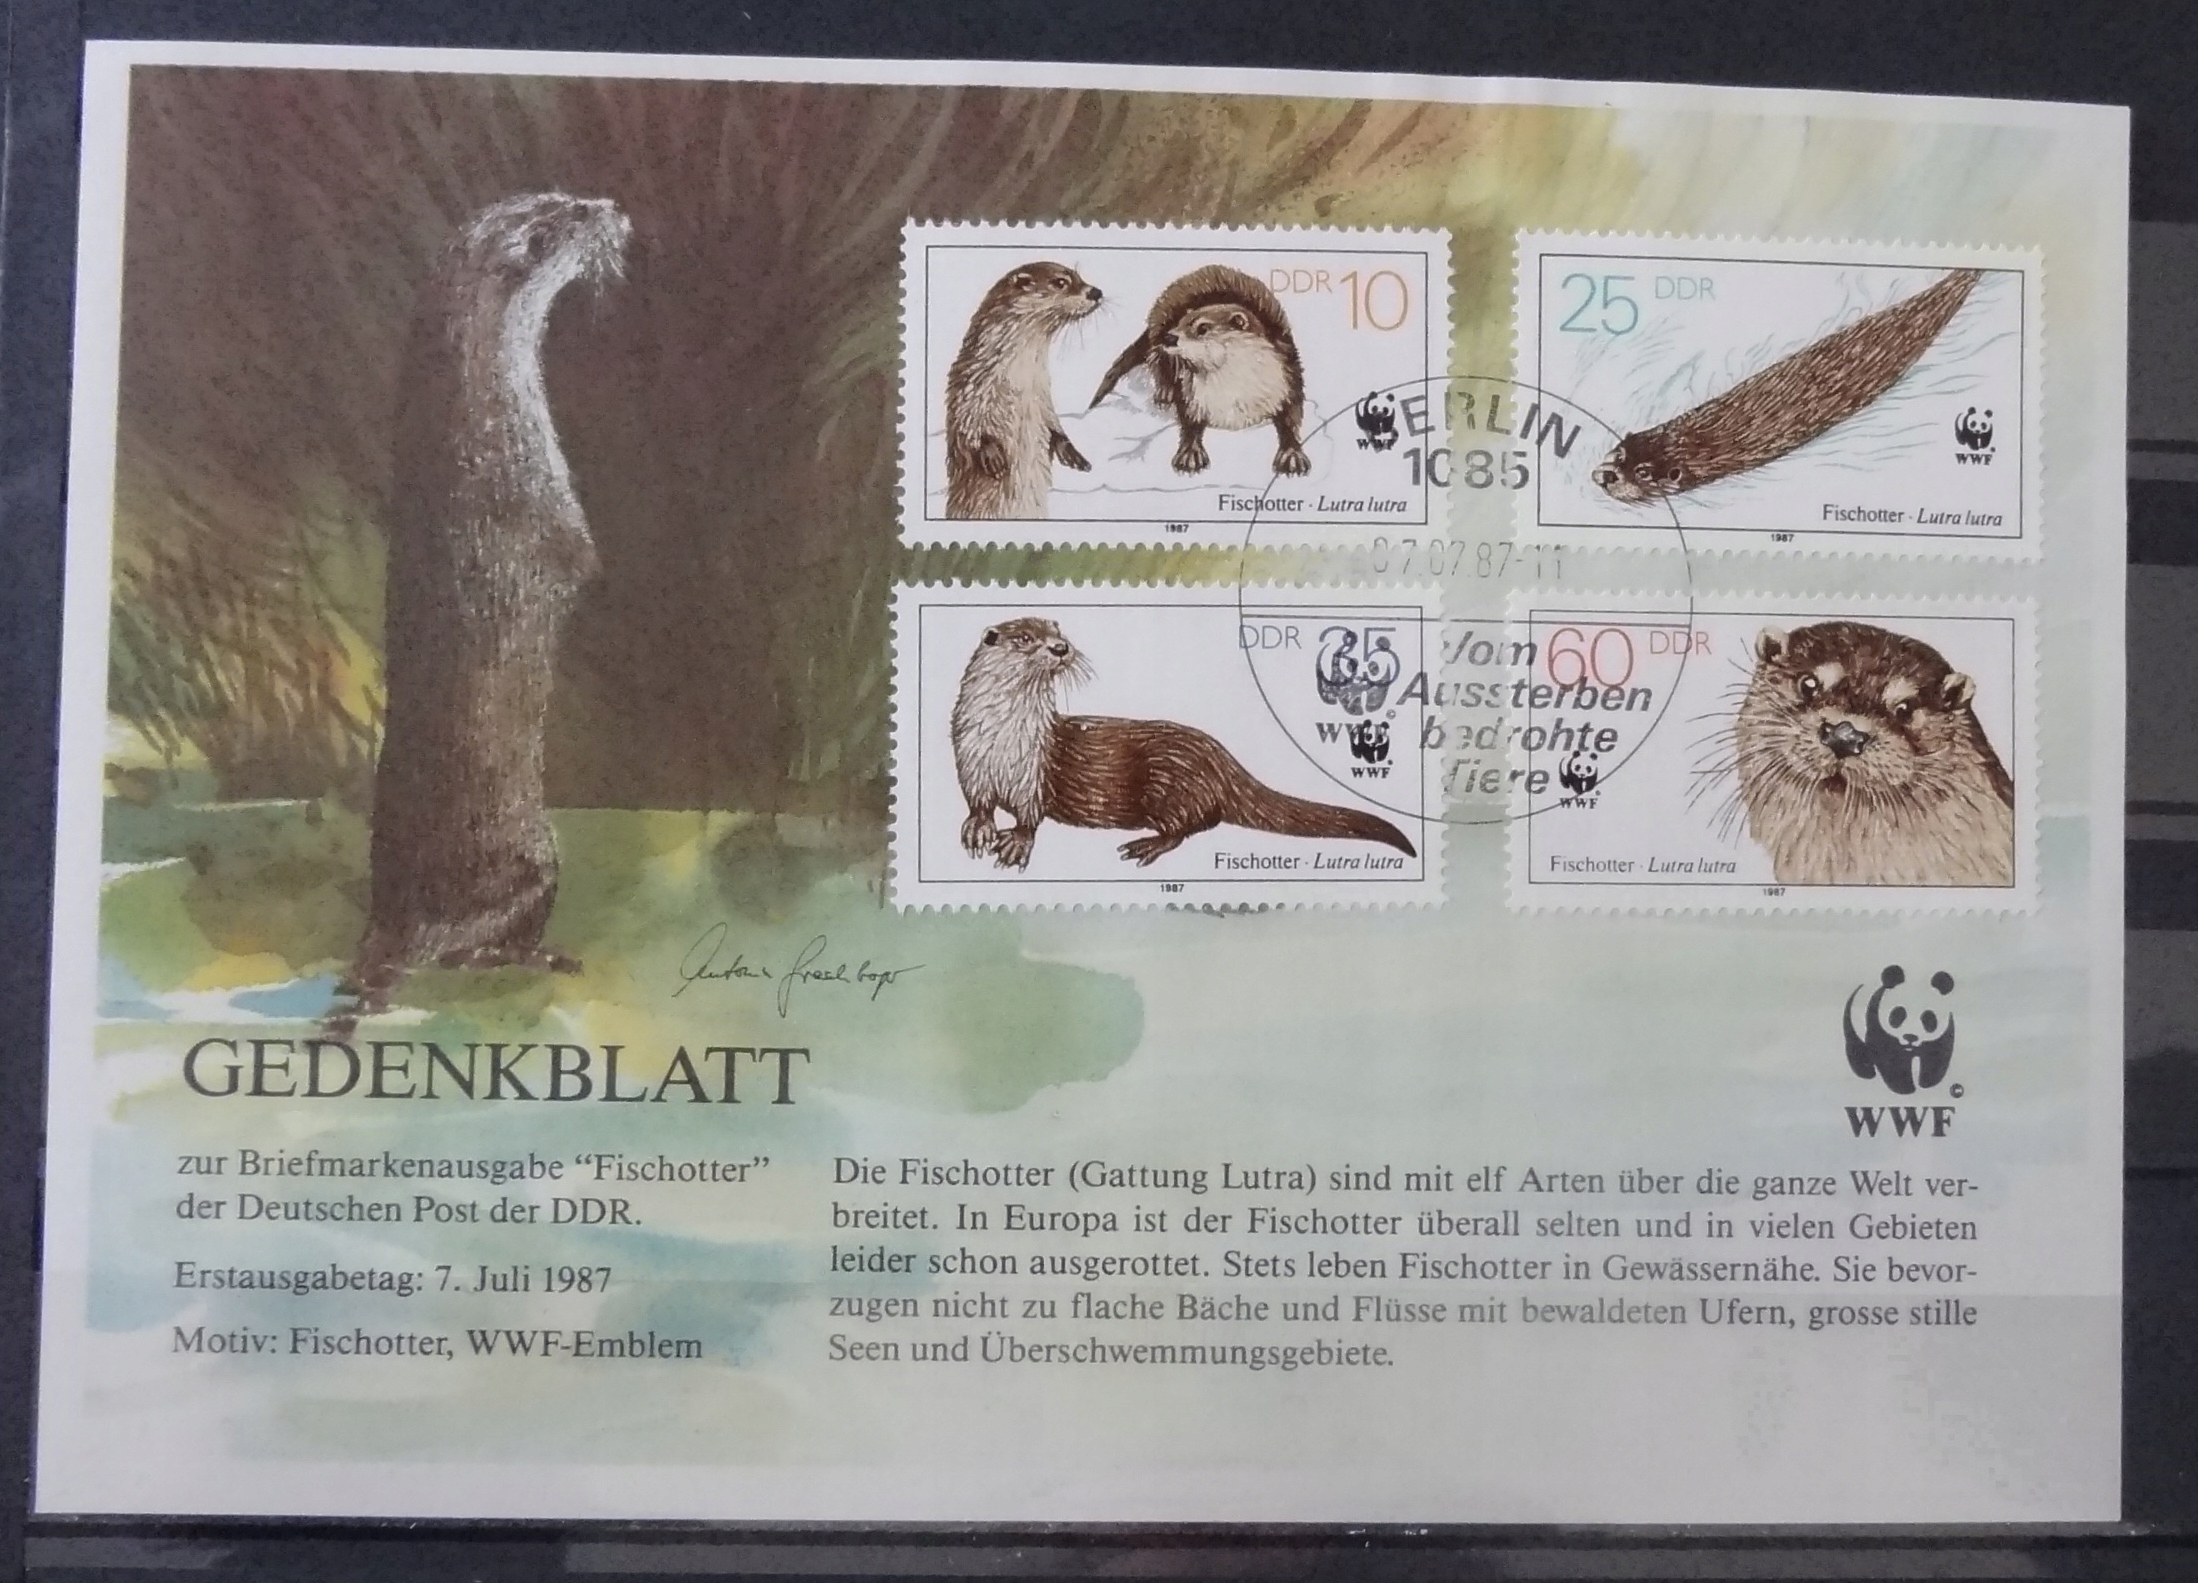 DDR 10
WWF
Fischotter · Lutra lutra
1987
25 DDR
WWF
Fischotter · Lutra lutra
1987
BERLIN
1085
07.07.87-11
Vom
Aussterben
bedrohte
Tiere
WWF
DDR 35
WWF
Fischotter · Lutra lutra
1987
60 DDR
WWF
Fischotter · Lutra lutra
1987
GEDENKBLATT
zur Briefmarkenausgabe “Fischotter”
der Deutschen Post der DDR.
Erstausgabetag: 7. Juli 1987
Motiv: Fischotter, WWF-Emblem
©
WWF
Die Fischotter (Gattung Lutra) sind mit elf Arten über die ganze Welt ver-
breitet. In Europa ist der Fischotter überall selten und in vielen Gebieten
leider schon ausgerottet. Stets leben Fischotter in Gewässernähe. Sie bevor-
zugen nicht zu flache Bäche und Flüsse mit bewaldeten Ufern, grosse stille
Seen und Überschwemmungsgebiete.